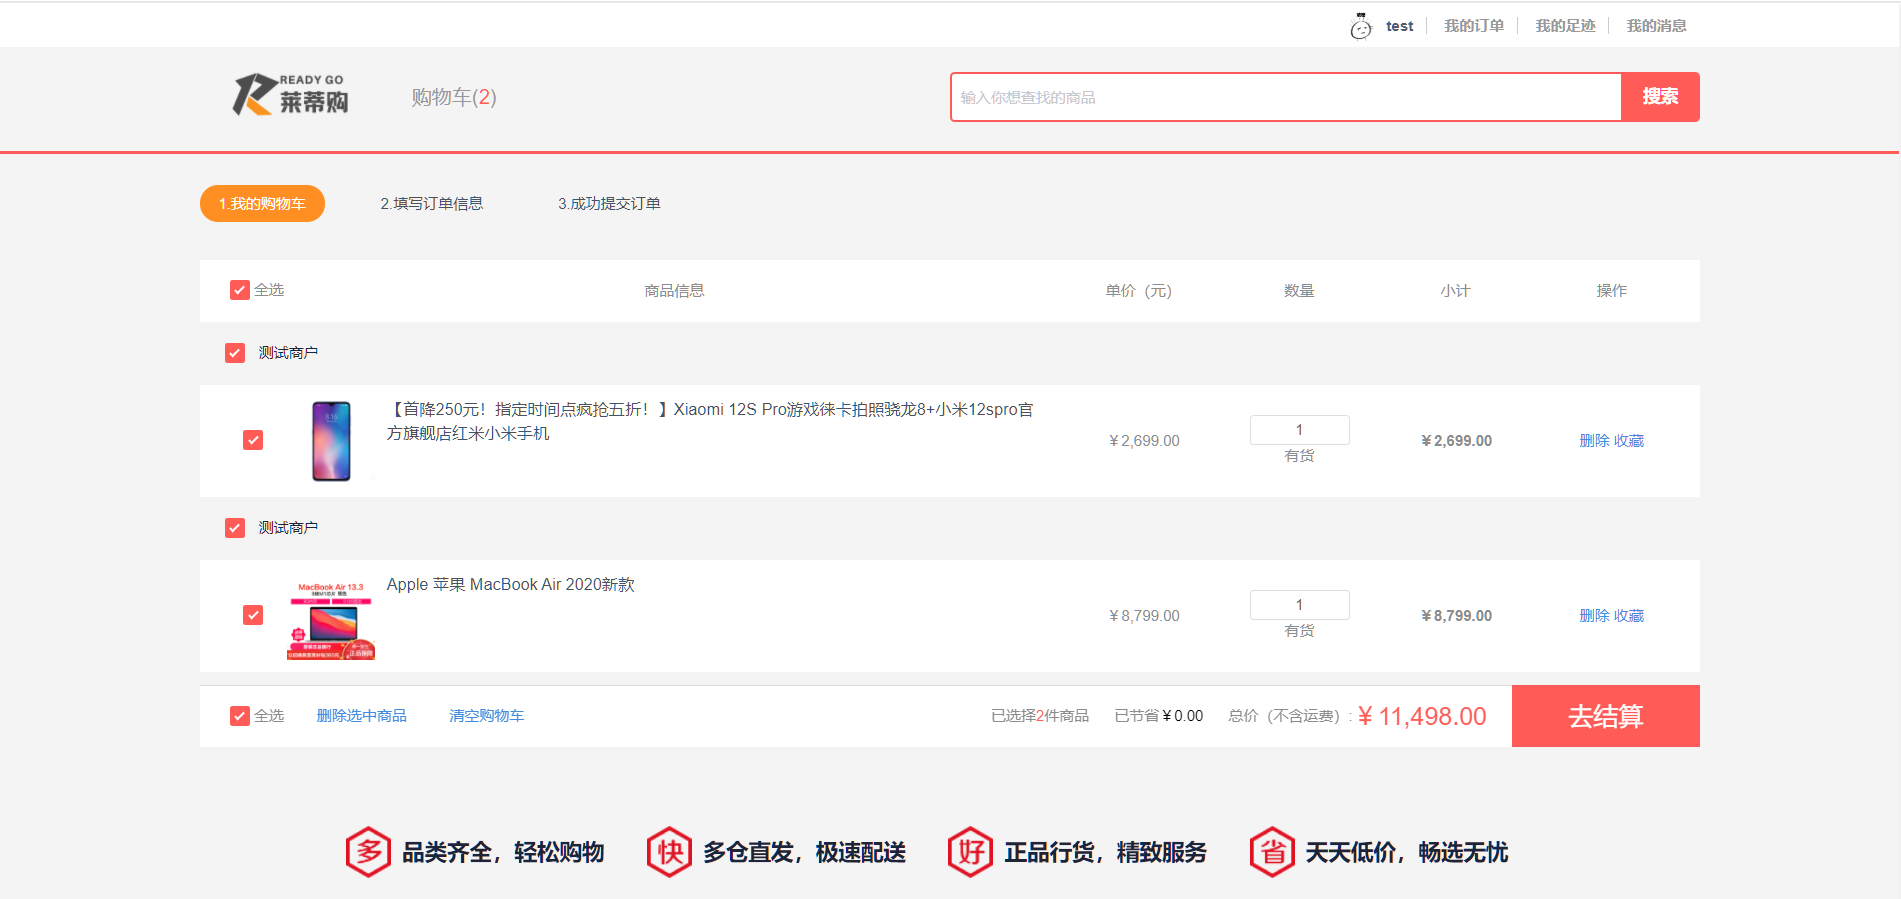 test 我的订单 我的足迹 我的消息
READY GO
莱蒂购
购物车(2)
输入你想查找的商品
搜索
1.我的购物车 2.填写订单信息 3.成功提交订单
全选 商品信息 单价（元） 数量 小计 操作
测试商户
【首降250元！指定时间点疯抢五折！】Xiaomi 12S Pro游戏徕卡拍照骁龙8+小米12spro官
方旗舰店红米小米手机
8:16
￥2,699.00 1 ￥2,699.00 删除 收藏
有货
测试商户
Apple 苹果 MacBook Air 2020新款
MacBook Air 13.3
￥8,799.00 1 ￥8,799.00 删除 收藏
有货
全选 删除选中商品 清空购物车 已选择2件商品 已节省￥0.00 总价（不含运费）: ￥11,498.00 去结算
多 品类齐全，轻松购物 快 多仓直发，极速配送 好 正品行货，精致服务 省 天天低价，畅选无忧